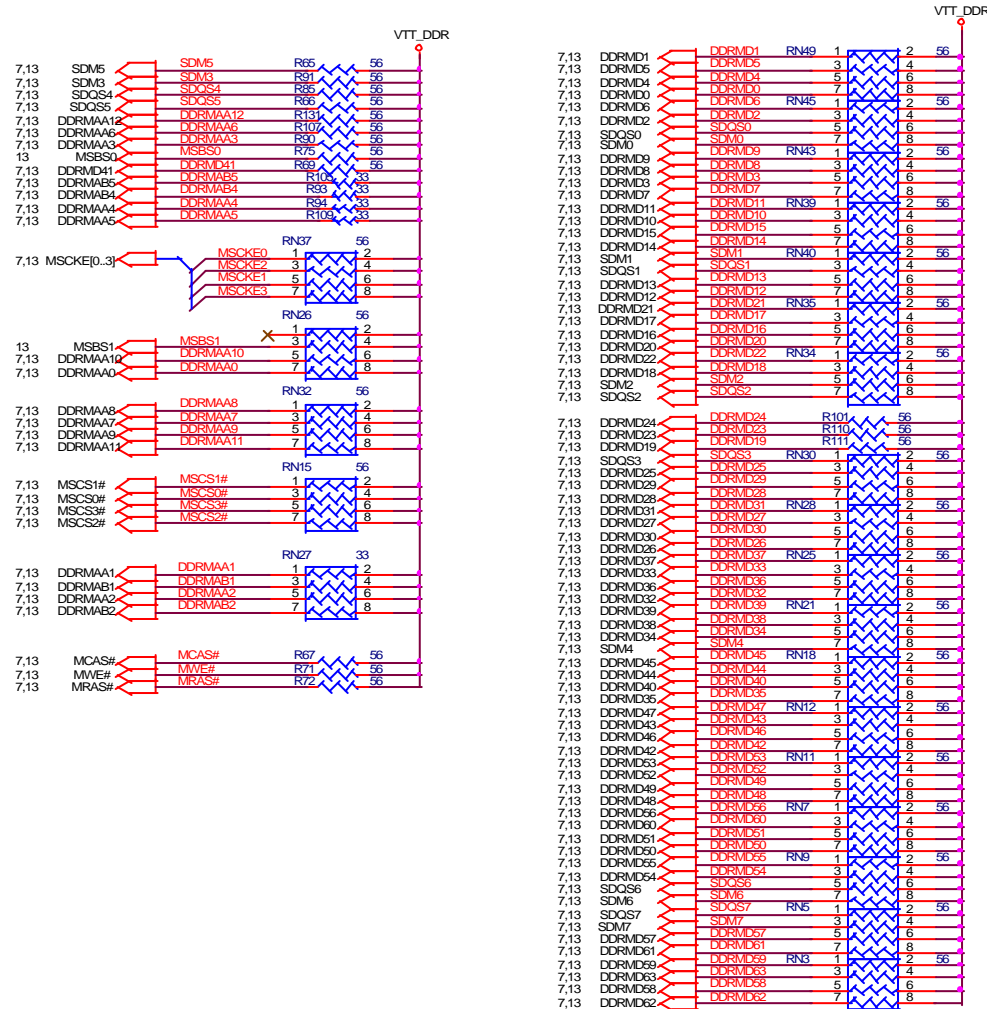 VTT_DDR
7,13 SDM5 SDM5 R65 56
7,13 SDM3 SDM3 R91 56
7,13 SDQS4 SDQS4 R85 56
7,13 SDQS5 SDQS5 R66 56
7,13 DDRMAA12 DDRMAA12 R131 56
7,13 DDRMAA6 DDRMAA6 R107 56
7,13 DDRMAA3 DDRMAA3 R90 56
13 MSBS0 MSBS0 R75 56
7,13 DDRMD41 DDRMD41 R69 56
7,13 DDRMAB5 DDRMAB5 33
7,13 DDRMAB4 DDRMAB4 R93 33
7,13 DDRMAA4 DDRMAA4 R94 33
7,13 DDRMAA5 DDRMAA5 R109 33
RN37 56
7,13 MSCKE[0..3] MSCKE0 1 2
MSCKE2 3 4
MSCKE1 5 6
MSCKE3 7 8
RN26 56
1 2
13 MSBS1 MSBS1 3 4
7,13 DDRMAA10 DDRMAA10 5 6
7,13 DDRMAA0 DDRMAA0 7 8
RN32 56
7,13 DDRMAA8 DDRMAA8 1 2
7,13 DDRMAA7 DDRMAA7 3 4
7,13 DDRMAA9 DDRMAA9 5 6
7,13 DDRMAA11 DDRMAA11 7 8
RN15 56
7,13 MSCS1# MSCS1# 1 2
7,13 MSCS0# MSCS0# 3 4
7,13 MSCS3# MSCS3# 5 6
7,13 MSCS2# MSCS2# 7 8
RN27 33
7,13 DDRMAA1 DDRMAA1 1 2
7,13 DDRMAB1 DDRMAB1 3 4
7,13 DDRMAA2 DDRMAA2 5 6
7,13 DDRMAB2 DDRMAB2 7 8
7,13 MCAS# MCAS# R67 56
7,13 MWE# MWE# R71 56
7,13 MRAS# MRAS# R72 56
VTT_DDR
7,13 DDRMD1 DDRMD1 RN49 1 2 56
7,13 DDRMD5 DDRMD5 3 4
7,13 DDRMD4 DDRMD4 5 6
7,13 DDRMD0 DDRMD0 7 8
7,13 DDRMD6 DDRMD6 RN45 1 2 56
7,13 DDRMD2 DDRMD2 3 4
7,13 SDQS0 SDQS0 5 6
7,13 SDM0 SDM0 7 8
7,13 DDRMD9 DDRMD9 RN43 1 2 56
7,13 DDRMD8 DDRMD8 3 4
7,13 DDRMD3 DDRMD3 5 6
7,13 DDRMD7 DDRMD7 7 8
7,13 DDRMD11 DDRMD11 RN39 1 2 56
7,13 DDRMD10 DDRMD10 3 4
7,13 DDRMD15 DDRMD15 5 6
7,13 DDRMD14 DDRMD14 7 8
7,13 SDM1 SDM1 RN40 1 2 56
7,13 SDQS1 SDQS1 3 4
7,13 DDRMD13 DDRMD13 5 6
7,13 DDRMD12 DDRMD12 7 8
7,13 DDRMD21 DDRMD21 RN35 1 2 56
7,13 DDRMD17 DDRMD17 3 4
7,13 DDRMD16 DDRMD16 5 6
7,13 DDRMD20 DDRMD20 7 8
7,13 DDRMD22 DDRMD22 RN34 1 2 56
7,13 DDRMD18 DDRMD18 3 4
7,13 SDM2 SDM2 5 6
7,13 SDQS2 SDQS2 7 8
7,13 DDRMD24 DDRMD24 R101 56
7,13 DDRMD23 DDRMD23 R110 56
7,13 DDRMD19 DDRMD19 R111 56
7,13 SDQS3 SDQS3 RN30 1 2 56
7,13 DDRMD25 DDRMD25 3 4
7,13 DDRMD29 DDRMD29 5 6
7,13 DDRMD28 DDRMD28 7 8
7,13 DDRMD31 DDRMD31 RN28 1 2 56
7,13 DDRMD27 DDRMD27 3 4
7,13 DDRMD30 DDRMD30 5 6
7,13 DDRMD26 DDRMD26 7 8
7,13 DDRMD37 DDRMD37 RN25 1 2 56
7,13 DDRMD33 DDRMD33 3 4
7,13 DDRMD36 DDRMD36 5 6
7,13 DDRMD32 DDRMD32 7 8
7,13 DDRMD39 DDRMD39 RN21 1 2 56
7,13 DDRMD38 DDRMD38 3 4
7,13 DDRMD34 DDRMD34 5 6
7,13 SDM4 SDM4 7 8
7,13 DDRMD45 DDRMD45 RN18 1 2 56
7,13 DDRMD44 DDRMD44 3 4
7,13 DDRMD40 DDRMD40 5 6
7,13 DDRMD35 DDRMD35 7 8
7,13 DDRMD47 DDRMD47 RN12 1 2 56
7,13 DDRMD43 DDRMD43 3 4
7,13 DDRMD46 DDRMD46 5 6
7,13 DDRMD42 DDRMD42 7 8
7,13 DDRMD53 DDRMD53 RN11 1 2 56
7,13 DDRMD52 DDRMD52 3 4
7,13 DDRMD49 DDRMD49 5 6
7,13 DDRMD48 DDRMD48 7 8
7,13 DDRMD56 DDRMD56 RN7 1 2 56
7,13 DDRMD60 DDRMD60 3 4
7,13 DDRMD51 DDRMD51 5 6
7,13 DDRMD50 DDRMD50 7 8
7,13 DDRMD55 DDRMD55 RN9 1 2 56
7,13 DDRMD54 DDRMD54 3 4
7,13 SDQS6 SDQS6 5 6
7,13 SDM6 SDM6 7 8
7,13 SDQS7 SDQS7 RN5 1 2 56
7,13 SDM7 SDM7 3 4
7,13 DDRMD57 DDRMD57 5 6
7,13 DDRMD61 DDRMD61 7 8
7,13 DDRMD59 DDRMD59 RN3 1 2 56
7,13 DDRMD63 DDRMD63 3 4
7,13 DDRMD58 DDRMD58 5 6
7,13 DDRMD62 DDRMD62 7 8